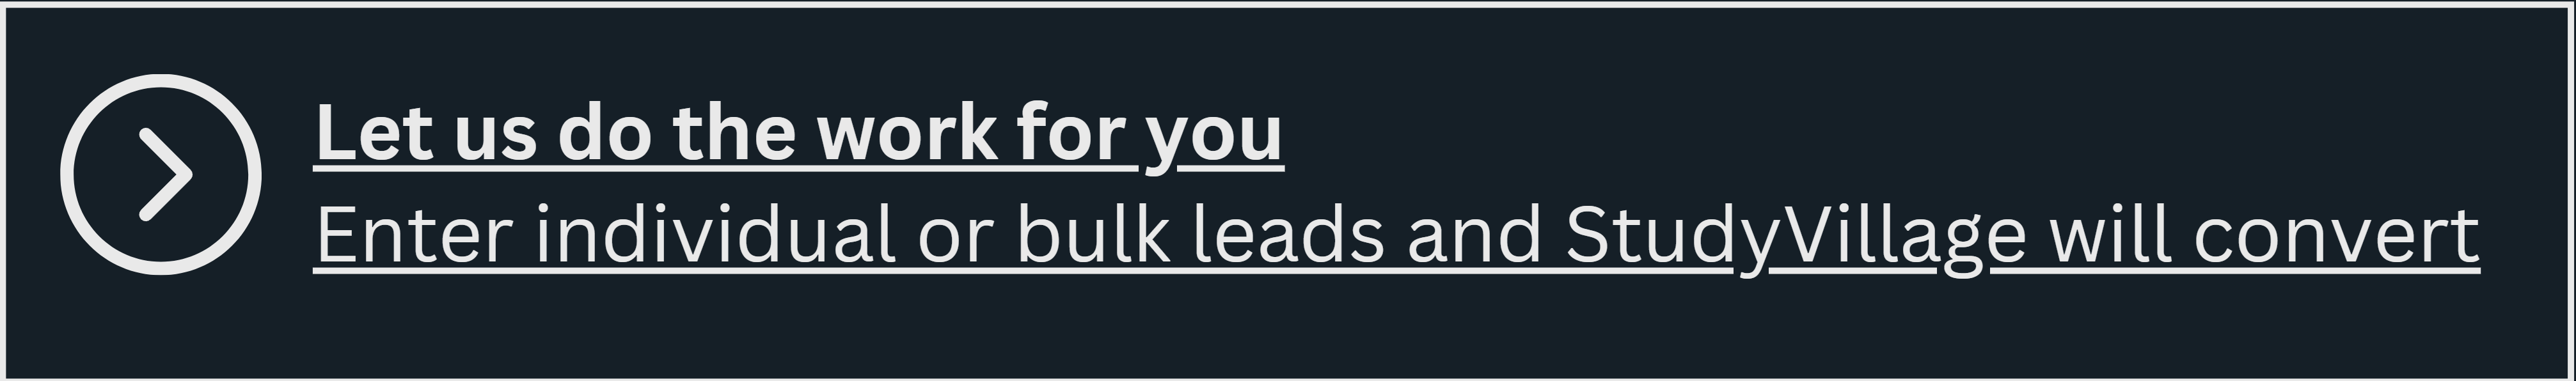 Let us do the work for you
Enter individual or bulk leads and StudyVillage will convert